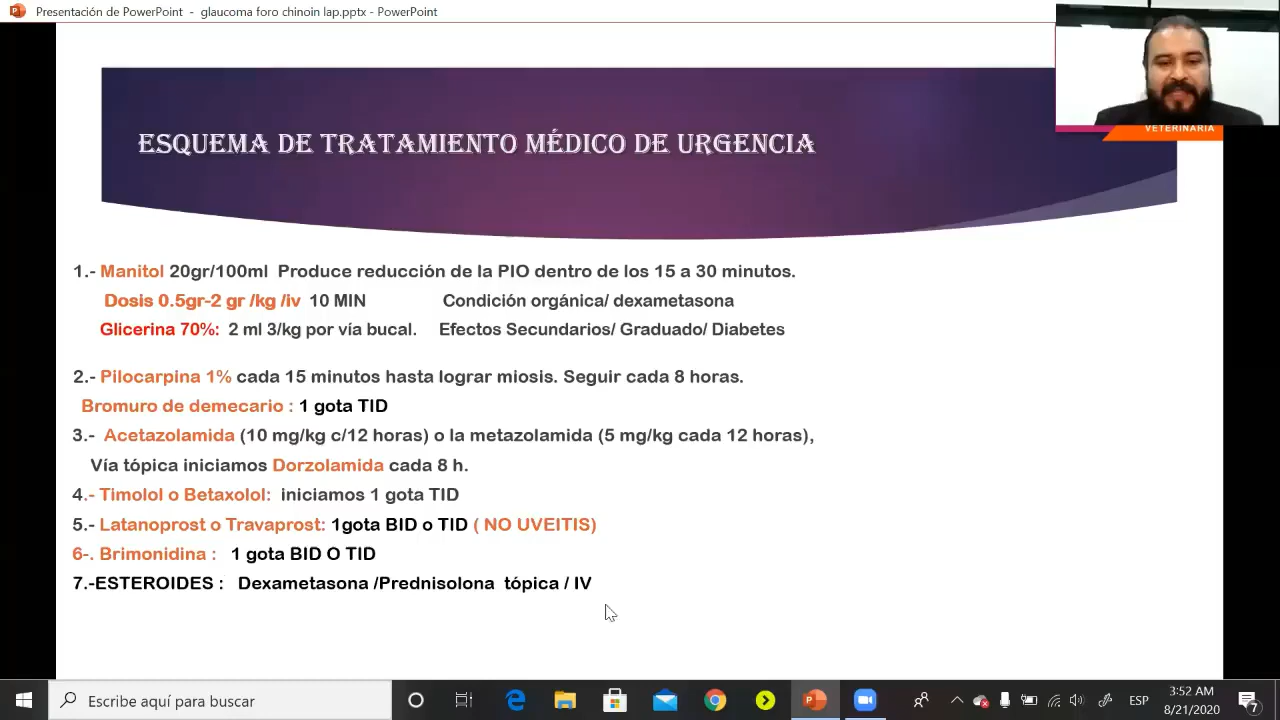 Presentación de PowerPoint - glaucoma foro chinoin lap.pptx - PowerPoint
VETERINARIA
ESQUEMA DE TRATAMIENTO MÉDICO DE URGENCIA
1.- Manitol 20gr/100ml Produce reducción de la PIO dentro de los 15 a 30 minutos.
Dosis 0.5gr-2 gr /kg /iv 10 MIN Condición orgánica/ dexametasona
Glicerina 70%: 2 ml 3/kg por vía bucal. Efectos Secundarios/ Graduado/ Diabetes
2.- Pilocarpina 1% cada 15 minutos hasta lograr miosis. Seguir cada 8 horas.
Bromuro de demecario : 1 gota TID
3.- Acetazolamida (10 mg/kg c/12 horas) o la metazolamida (5 mg/kg cada 12 horas),
Vía tópica iniciamos Dorzolamida cada 8 h.
4.- Timolol o Betaxolol: iniciamos 1 gota TID
5.- Latanoprost o Travaprost: 1gota BID o TID ( NO UVEITIS)
6-. Brimonidina : 1 gota BID O TID
7.-ESTEROIDES : Dexametasona /Prednisolona tópica / IV
Escribe aquí para buscar
ESP
3:52 AM
8/21/2020
7